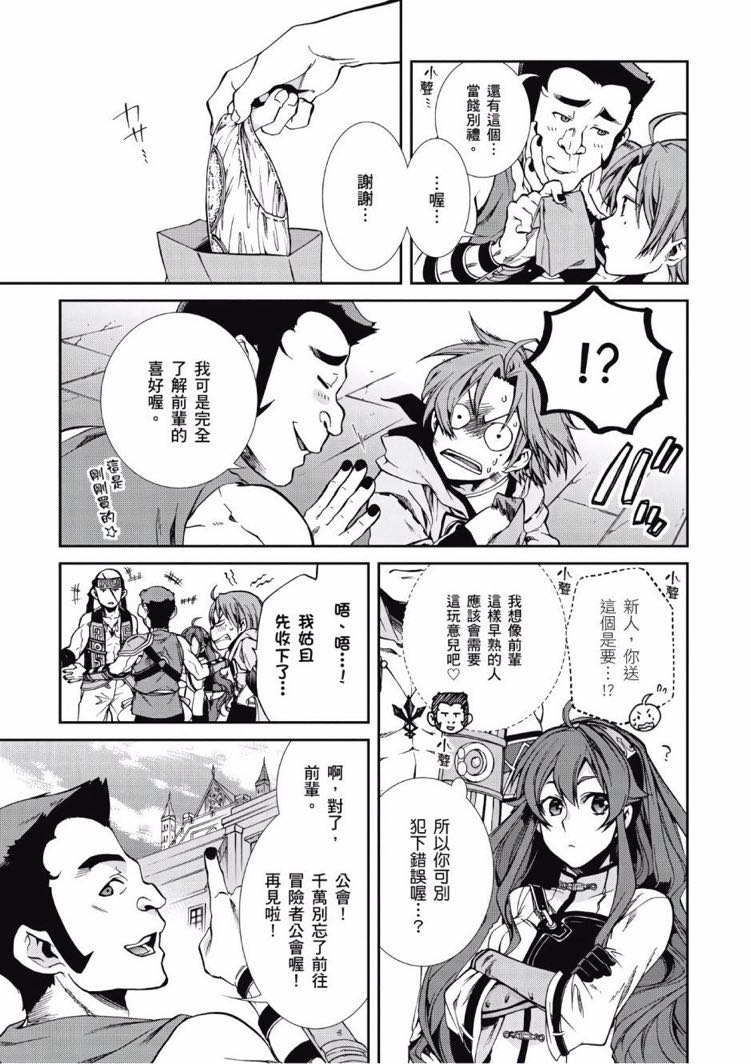 小聲…
還有這個…
當餞別禮。
…喔…
謝謝…
カサッ
!?
我可是完全
了解前輩的
喜好喔。
這是
剛剛買的☆
小聲
新人，你送
這個是要…!?
小聲
我想像前輩
這樣早熟的人
應該會需要
這玩意兒吧♡
小聲
?
所以你可別
犯下錯誤喔…?
唔、唔…!
我姑且
先收下了…
啊，對了，
前輩。
公會！
千萬別忘了前往
冒險者公會喔！
再見啦！